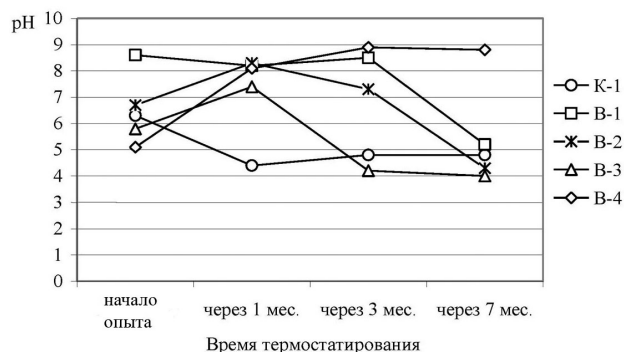 pH
10
9
8
7
6
5
4
3
2
1
0
начало
опыта
через 1 мес.
через 3 мес.
через 7 мес.
Время термостатирования
К-1
В-1
В-2
В-3
В-4